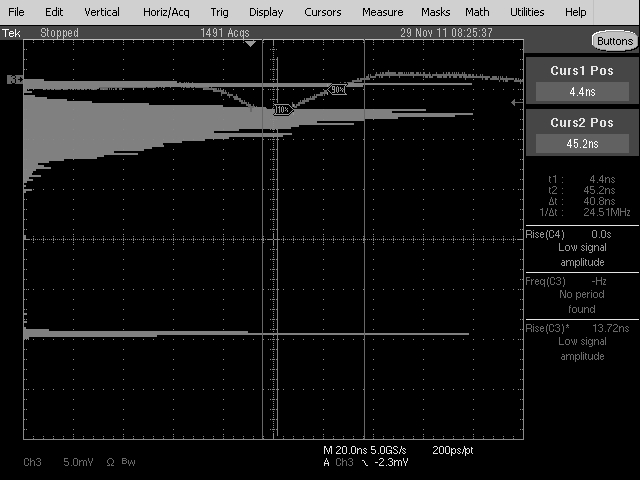 File Edit Vertical Horiz/Acq Trig Display Cursors Measure Masks Math Utilities Help
Tek Stopped 1491 Acqs 29 Nov 11 08:25:37
Buttons
Curs1 Pos
4.4ns
Curs2 Pos
45.2ns
3
90%
10%
t1: 4.4ns
t2: 45.2ns
Δt: 40.8ns
1/Δt: 24.51MHz
Rise(C4) 0.0s
Low signal
amplitude
Freq(C3) -Hz
No period
found
Rise(C3)* 13.72ns
Low signal
amplitude
M 20.0ns 5.0GS/s 200ps/pt
Ch3 5.0mV Ω Bw A Ch3 \ -2.3mV